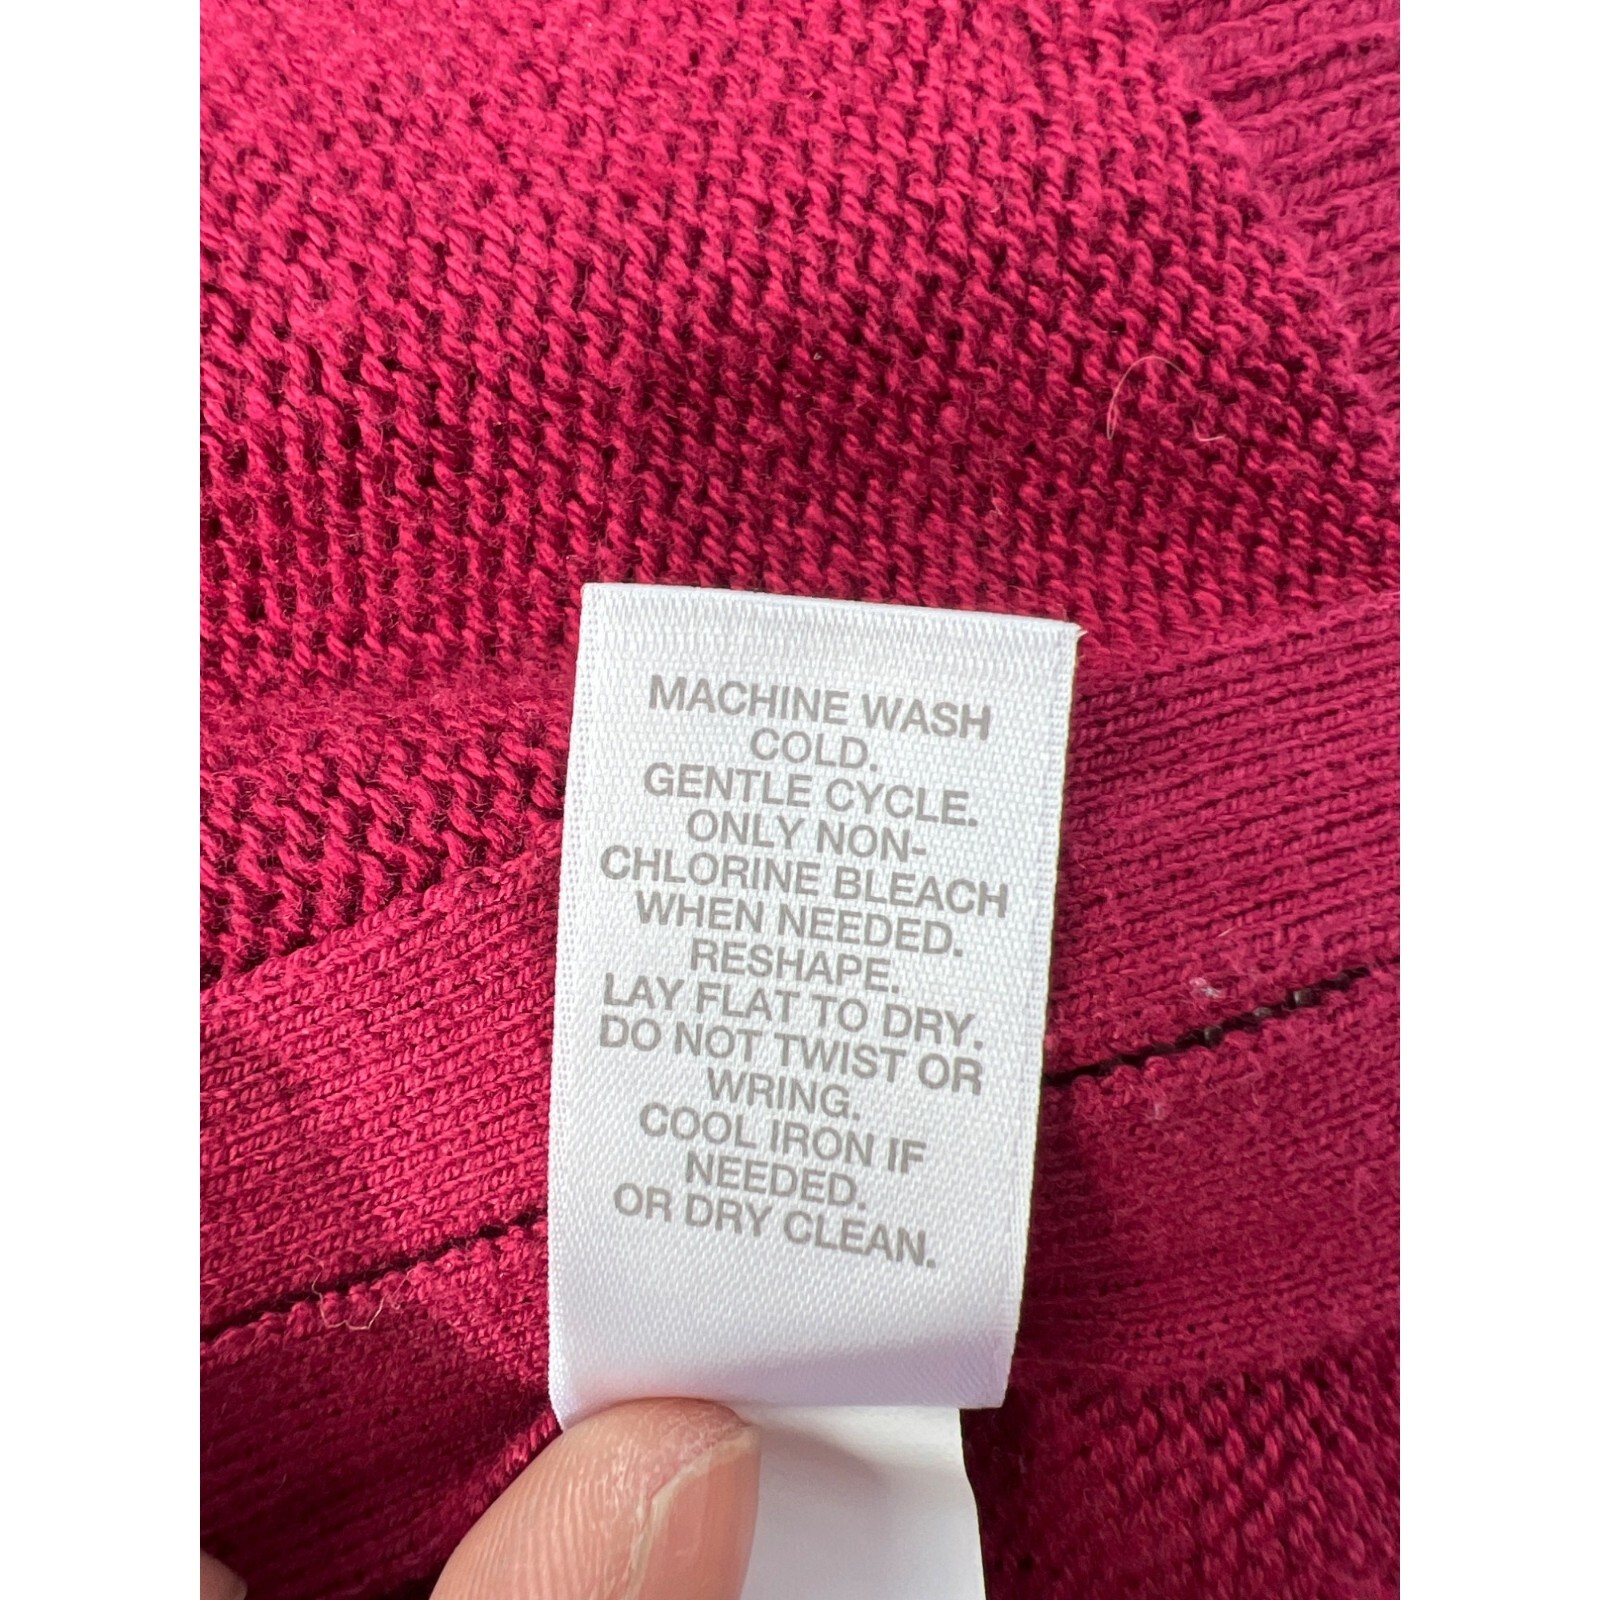 MACHINE WASH
COLD.
GENTLE CYCLE.
ONLY NON-
CHLORINE BLEACH
WHEN NEEDED.
RESHAPE.
LAY FLAT TO DRY.
DO NOT TWIST OR
WRING.
COOL IRON IF
NEEDED.
OR DRY CLEAN.